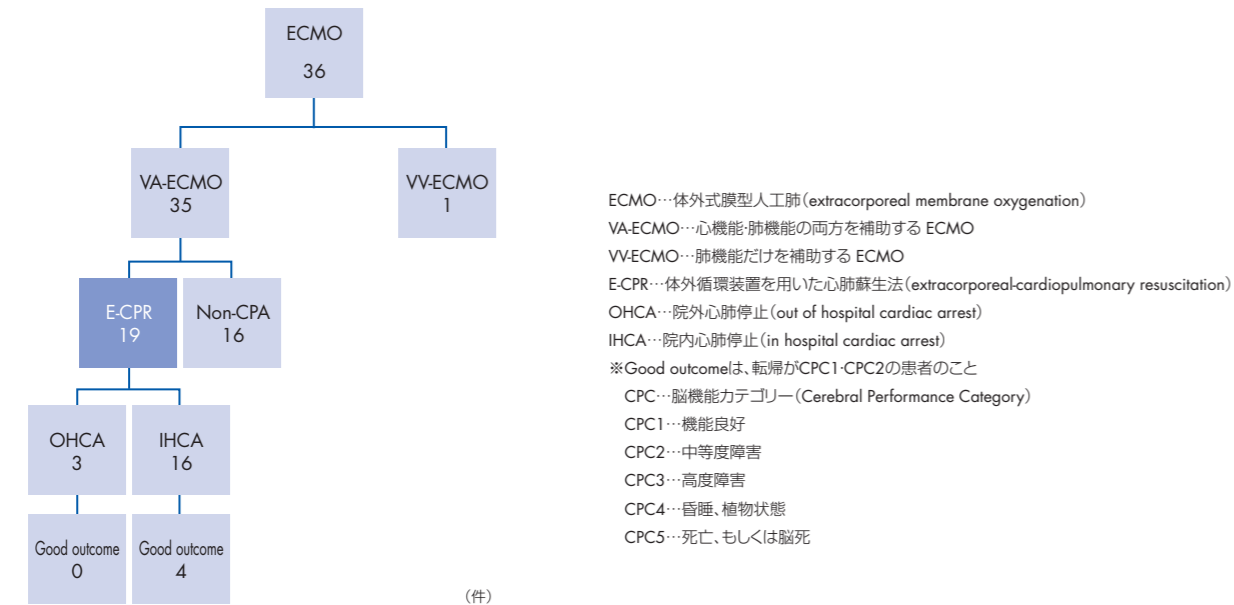 ECMO
36
VA-ECMO
35
VV-ECMO
1
E-CPR
19
Non-CPA
16
OHCA
3
IHCA
16
Good outcome
0
Good outcome
4
(件)
ECMO…体外式膜型人工肺(extracorporeal membrane oxygenation)
VA-ECMO…心機能・肺機能の両方を補助する ECMO
VV-ECMO…肺機能だけを補助する ECMO
E-CPR…体外循環装置を用いた心肺蘇生法(extracorporeal-cardiopulmonary resuscitation)
OHCA…院外心肺停止(out of hospital cardiac arrest)
IHCA…院内心肺停止(in hospital cardiac arrest)
※Good outcomeは、転帰がCPC1・CPC2の患者のこと
CPC…脳機能カテゴリー(Cerebral Performance Category)
CPC1…機能良好
CPC2…中等度障害
CPC3…高度障害
CPC4…昏睡、植物状態
CPC5…死亡、もしくは脳死